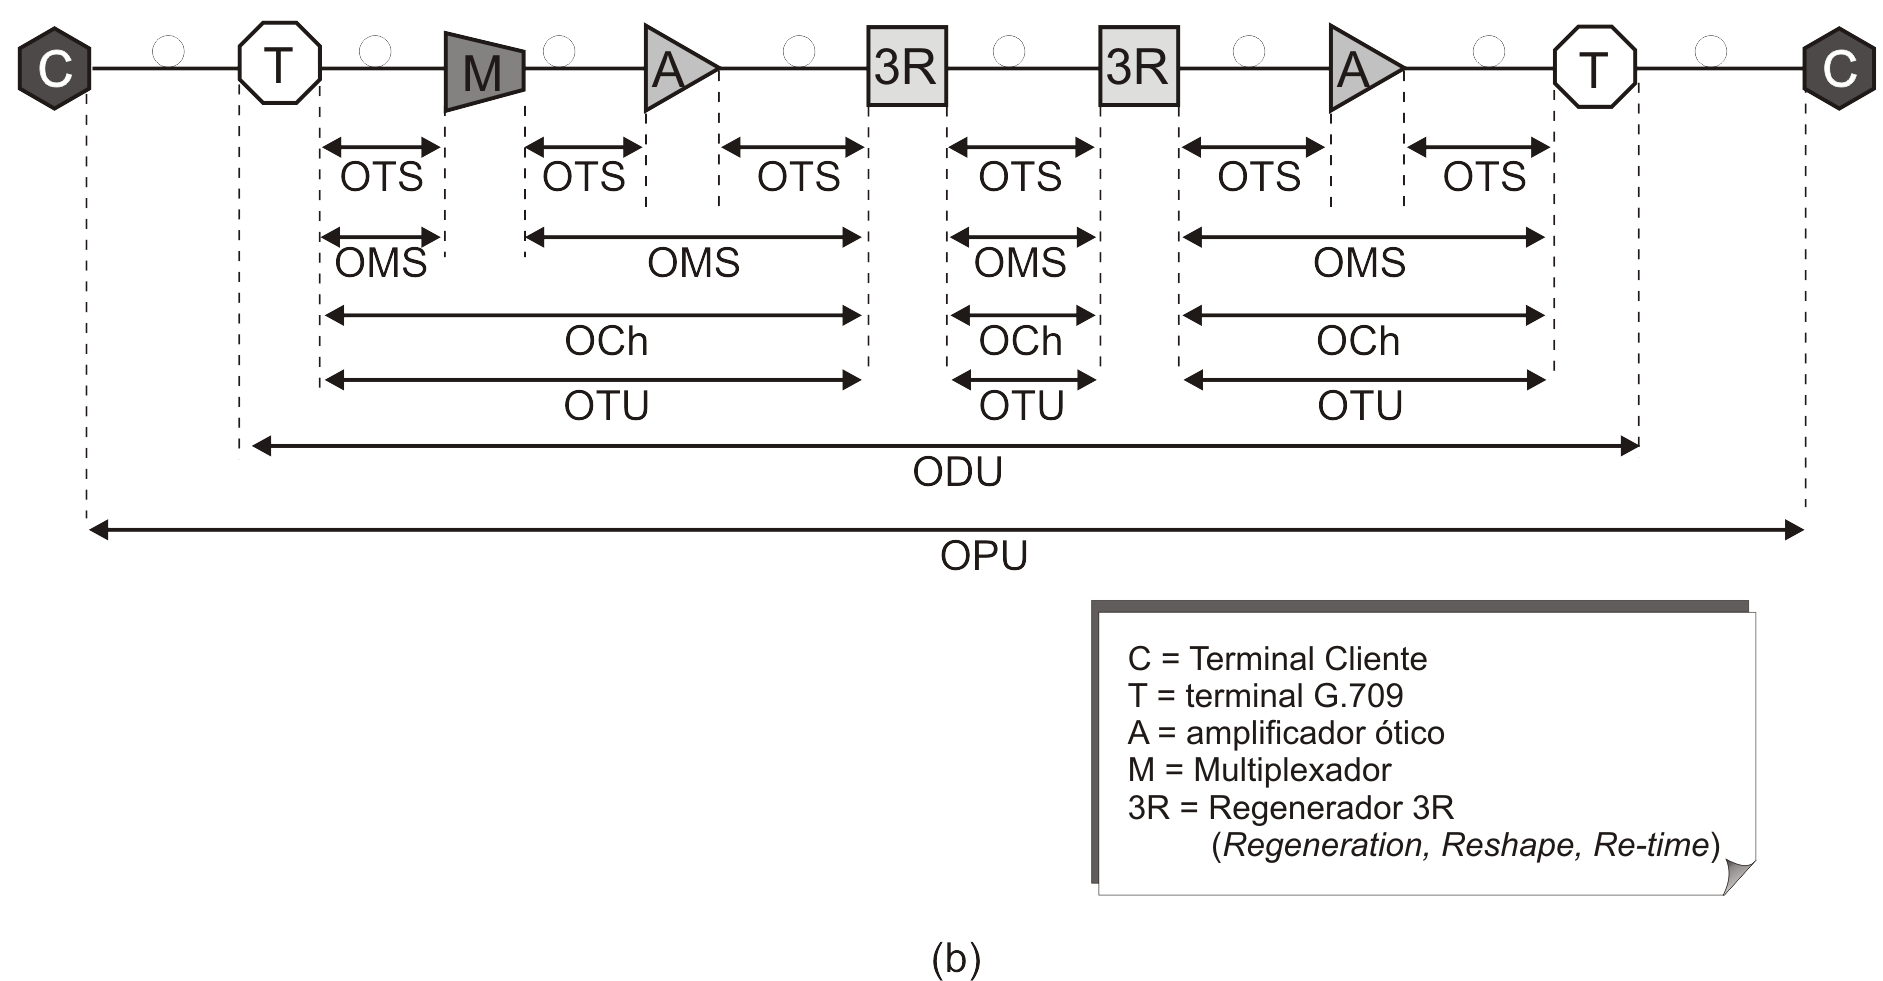 C T M A 3R 3R A T C
OTS OTS OTS OTS OTS OTS
OMS OMS OMS OMS
OCh OCh OCh
OTU OTU OTU
ODU
OPU
C = Terminal Cliente
T = terminal G.709
A = amplificador ótico
M = Multiplexador
3R = Regenerador 3R
(Regeneration, Reshape, Re-time)
(b)